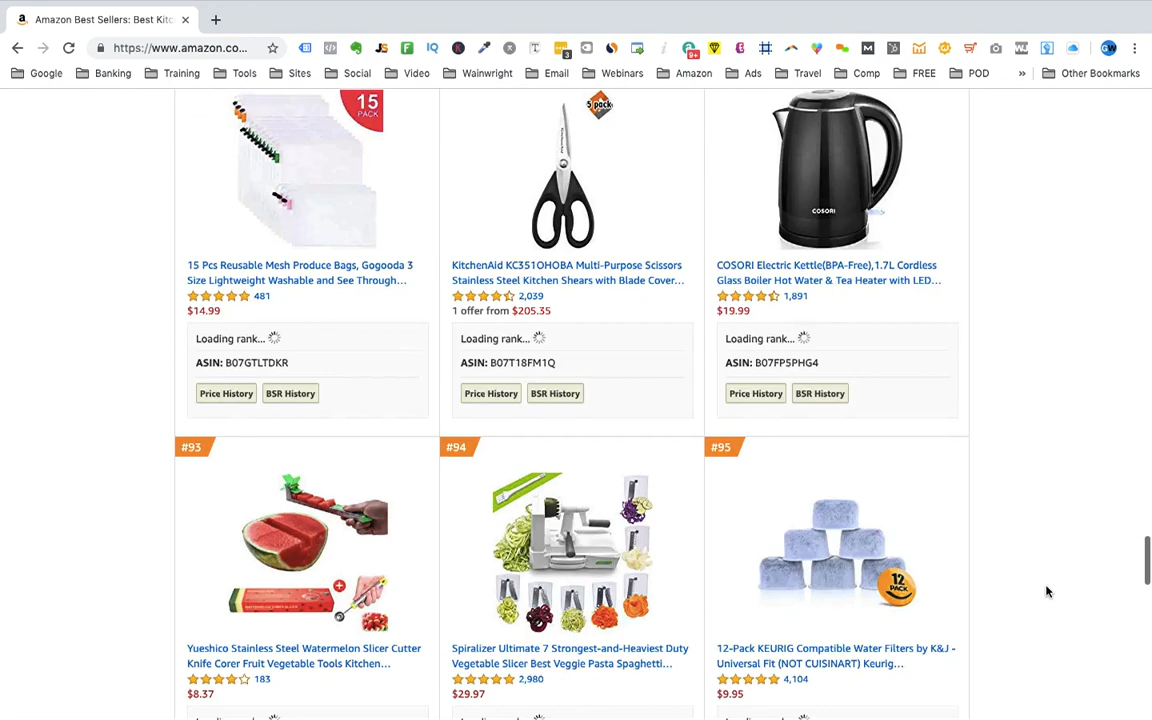 Amazon Best Sellers: Best Kitc
https://www.amazon.co...
Google
Banking
Training
Tools
Sites
Social
Video
Wainwright
Email
Webinars
Amazon
Ads
Travel
Comp
FREE
POD
»
Other Bookmarks
15
PACK
5 pack
KitchenAid
COSORI
15 Pcs Reusable Mesh Produce Bags, Gogooda 3
Size Lightweight Washable and See Through...
481
$14.99
Loading rank...
ASIN: B07GTLTDKR
Price History BSR History
KitchenAid KC351OHOBA Multi-Purpose Scissors
Stainless Steel Kitchen Shears with Blade Cover...
2,039
1 offer from $205.35
Loading rank...
ASIN: B07T18FM1Q
Price History BSR History
COSORI Electric Kettle(BPA-Free),1.7L Cordless
Glass Boiler Hot Water & Tea Heater with LED...
1,891
$19.99
Loading rank...
ASIN: B07FP5PHG4
Price History BSR History
#93
Yueshico Stainless Steel Watermelon Slicer Cutter
Knife Corer Fruit Vegetable Tools Kitchen...
183
$8.37
#94
Spiralizer Ultimate 7 Strongest-and-Heaviest Duty
Vegetable Slicer Best Veggie Pasta Spaghetti...
2,980
$29.97
#95
12
PACK
12-Pack KEURIG Compatible Water Filters by K&J -
Universal Fit (NOT CUISINART) Keurig...
4,104
$9.95